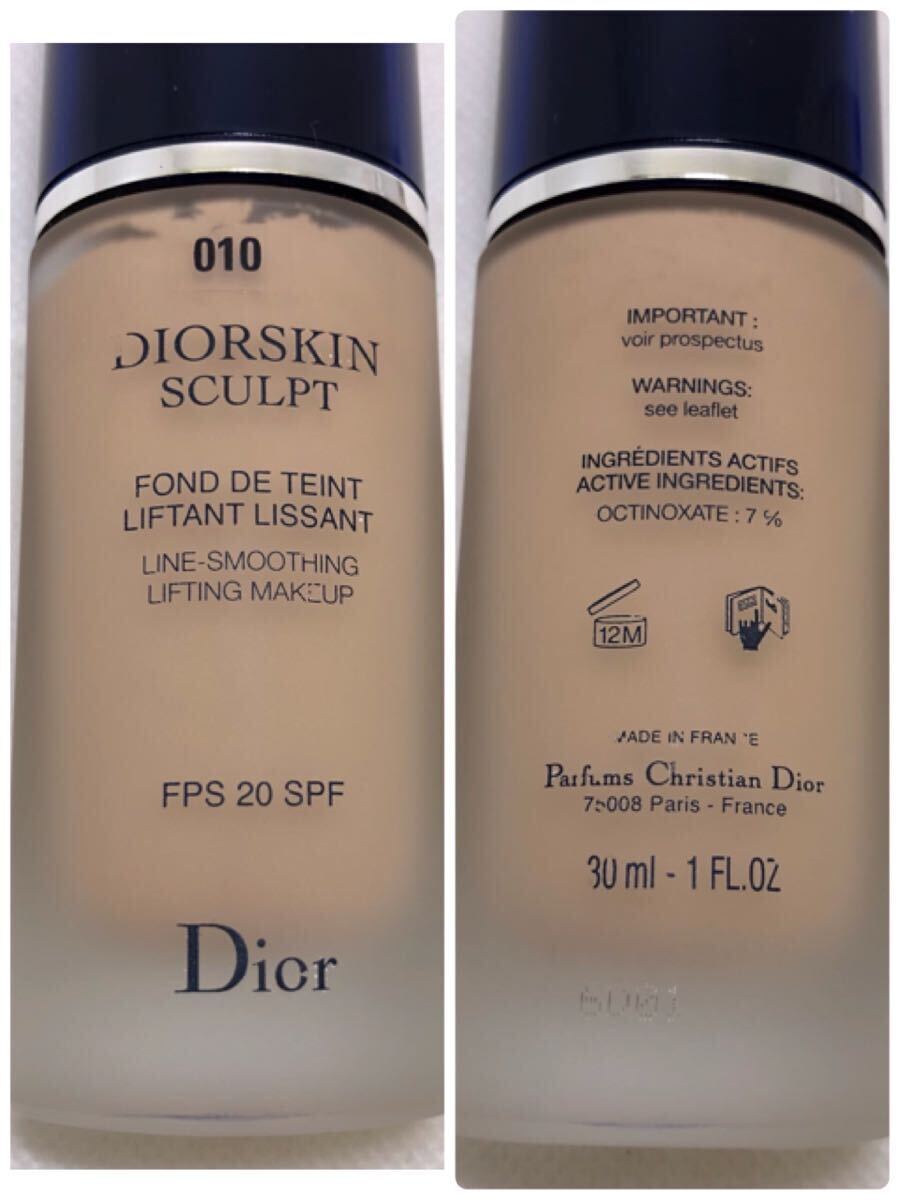 010
DIORSKIN
SCULPT
FOND DE TEINT
LIFTANT LISSANT
LINE-SMOOTHING
LIFTING MAKEUP
FPS 20 SPF
Dior
IMPORTANT :
voir prospectus
WARNINGS:
see leaflet
INGRÉDIENTS ACTIFS
ACTIVE INGREDIENTS:
OCTINOXATE : 7 %
12M
MADE IN FRANCE
Parfums Christian Dior
75008 Paris - France
30 ml - 1 FL.OZ